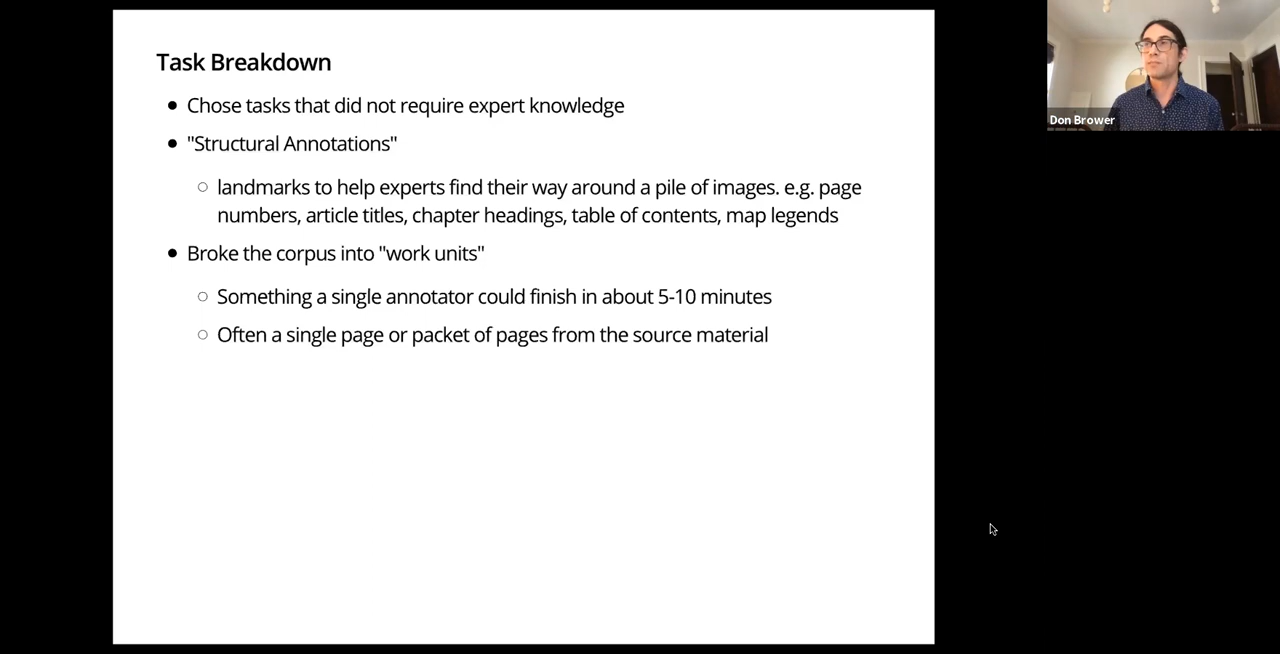 Task Breakdown
• Chose tasks that did not require expert knowledge
• "Structural Annotations"
○ landmarks to help experts find their way around a pile of images. e.g. page
numbers, article titles, chapter headings, table of contents, map legends
• Broke the corpus into "work units"
○ Something a single annotator could finish in about 5-10 minutes
○ Often a single page or packet of pages from the source material
Don Brower